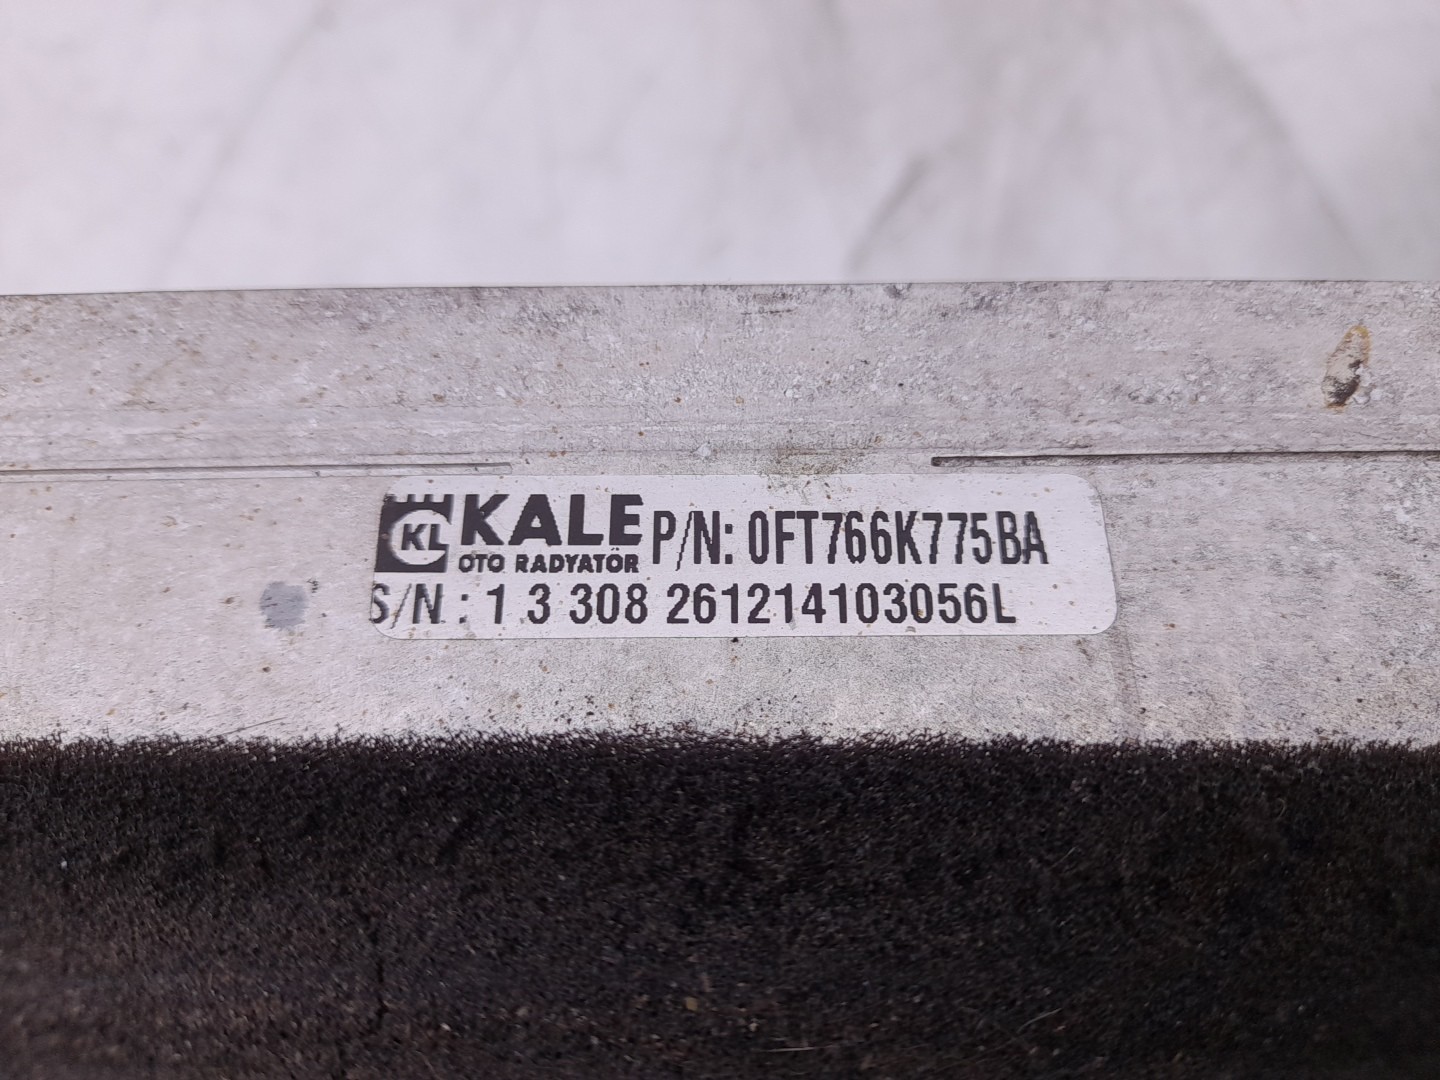 KL KALE P/N: 0FT766K775BA
OTO RADYATÖR
S/N : 1 3 308 261214103056L